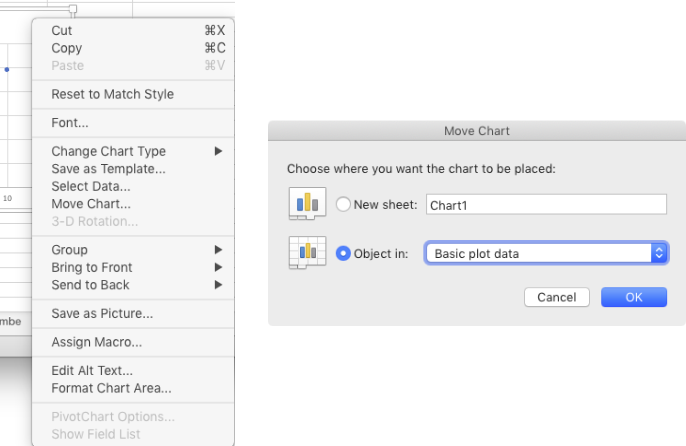 Cut ⌘X
Copy ⌘C
Paste ⌘V
Reset to Match Style
Font...
Change Chart Type
Save as Template...
Select Data...
Move Chart...
3-D Rotation...
Group
Bring to Front
Send to Back
Save as Picture...
Assign Macro...
Edit Alt Text...
Format Chart Area...
PivotChart Options...
Show Field List
10
mbe
Move Chart
Choose where you want the chart to be placed:
New sheet: Chart1
Object in: Basic plot data
Cancel OK